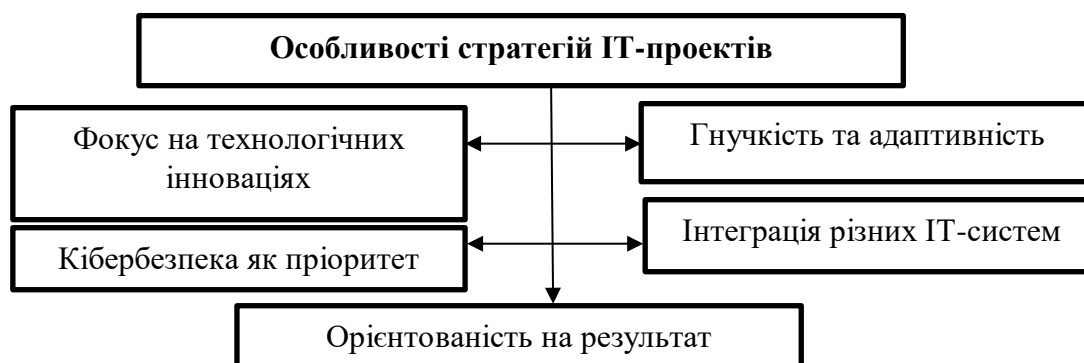 Особливості стратегій ІТ-проектів
Фокус на технологічних
інноваціях
Гнучкість та адаптивність
Кібербезпека як пріоритет
Інтеграція різних ІТ-систем
Орієнтованість на результат